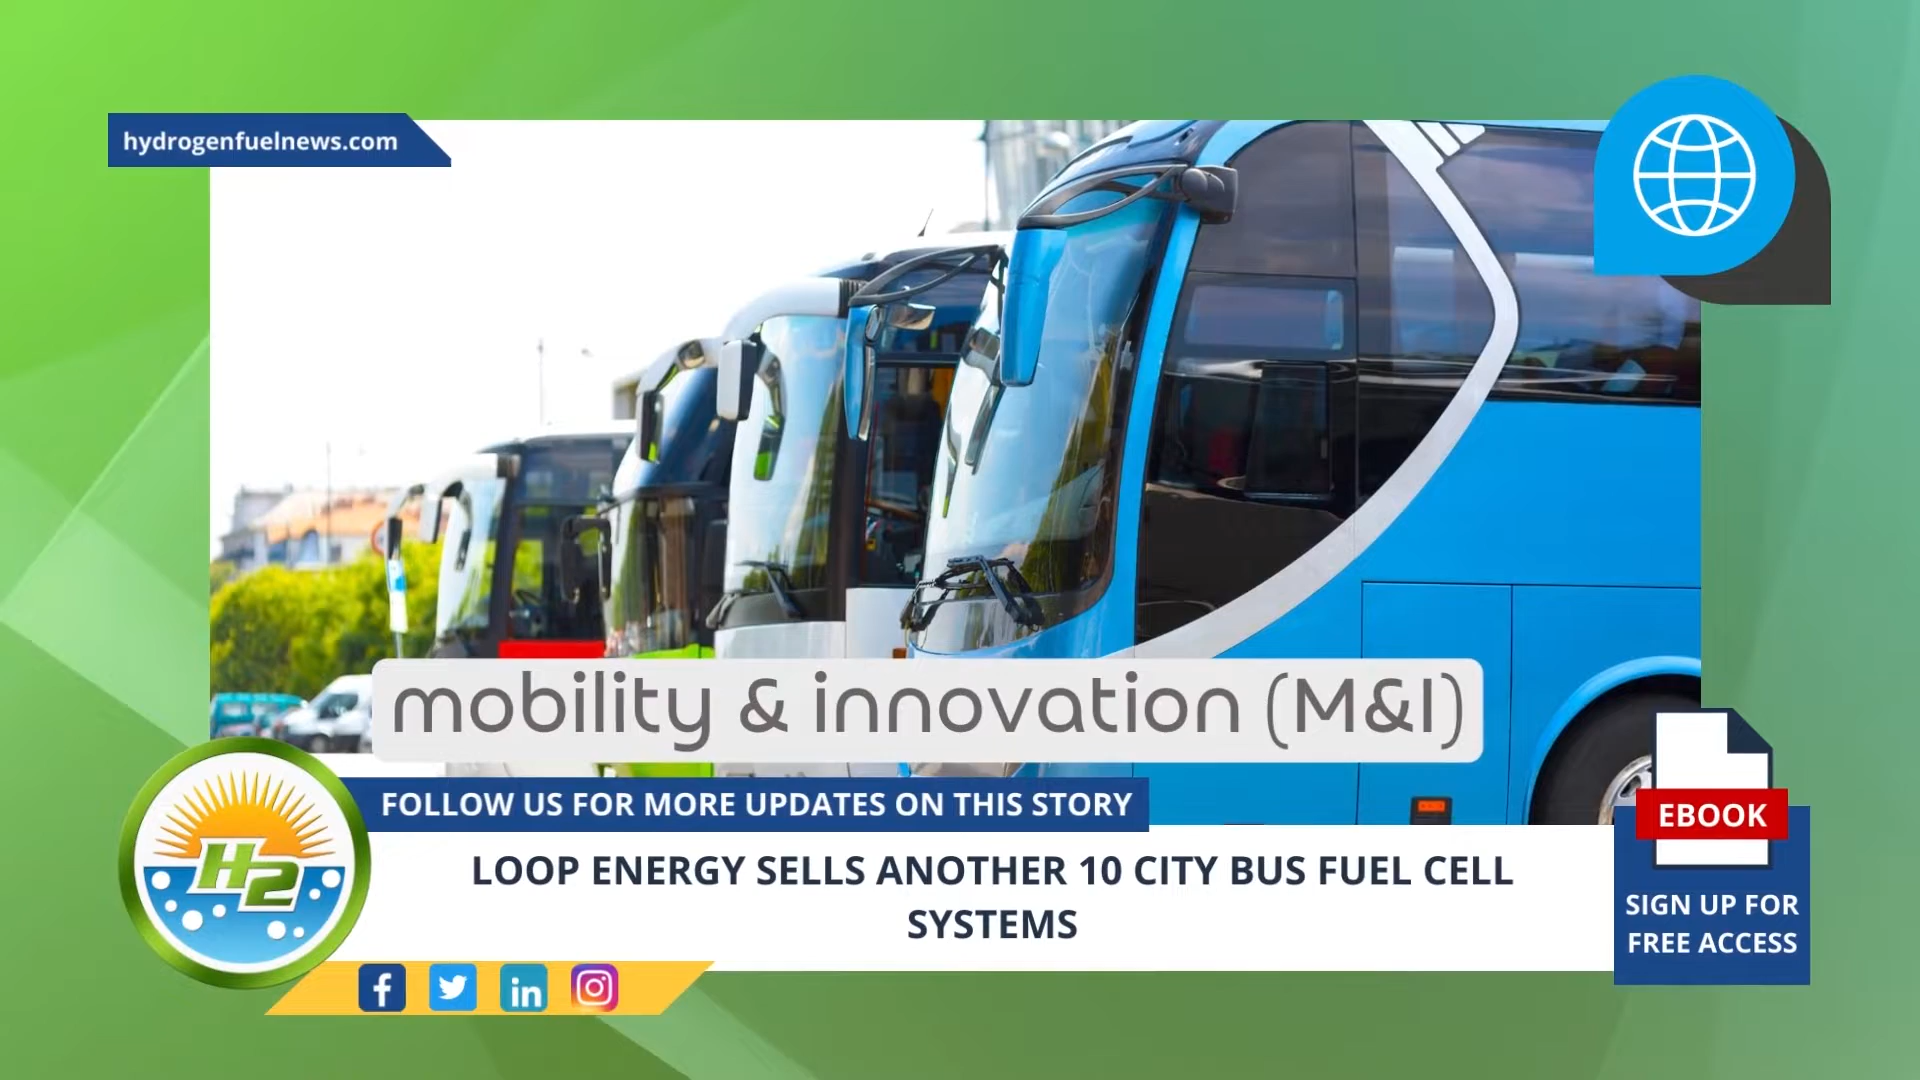 hydrogenfuelnews.com
mobility & innovation (M&I)
FOLLOW US FOR MORE UPDATES ON THIS STORY
LOOP ENERGY SELLS ANOTHER 10 CITY BUS FUEL CELL
SYSTEMS
H2
EBOOK
SIGN UP FOR
FREE ACCESS